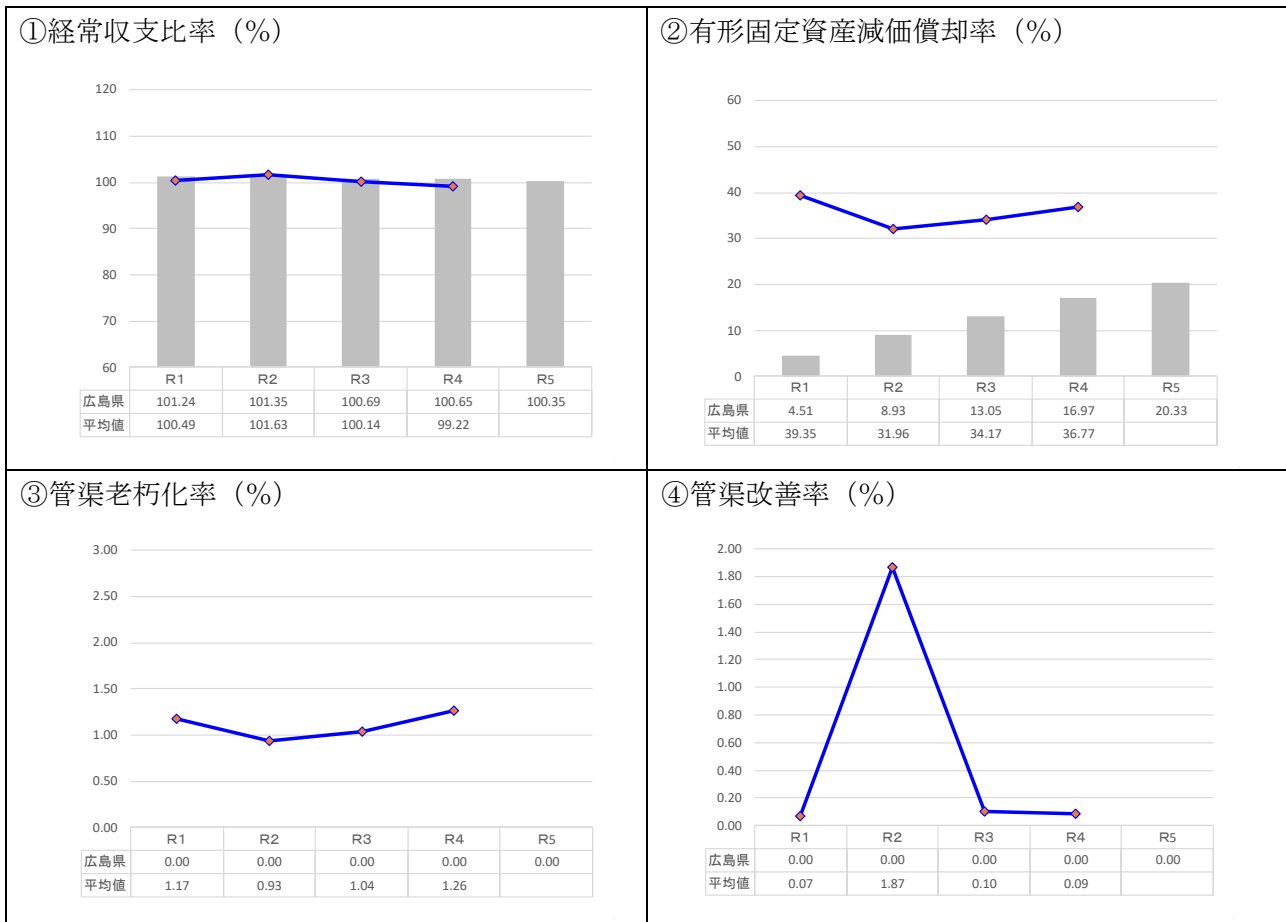 ①経常収支比率（％）
120
110
100
90
80
70
60
R1 R2 R3 R4 R5
広島県 101.24 101.35 100.69 100.65 100.35
平均値 100.49 101.63 100.14 99.22
②有形固定資産減価償却率（％）
60
50
40
30
20
10
0
R1 R2 R3 R4 R5
広島県 4.51 8.93 13.05 16.97 20.33
平均値 39.35 31.96 34.17 36.77
③管渠老朽化率（％）
3.00
2.50
2.00
1.50
1.00
0.50
0.00
R1 R2 R3 R4 R5
広島県 0.00 0.00 0.00 0.00 0.00
平均値 1.17 0.93 1.04 1.26
④管渠改善率（％）
2.00
1.80
1.60
1.40
1.20
1.00
0.80
0.60
0.40
0.20
0.00
R1 R2 R3 R4 R5
広島県 0.00 0.00 0.00 0.00 0.00
平均値 0.07 1.87 0.10 0.09